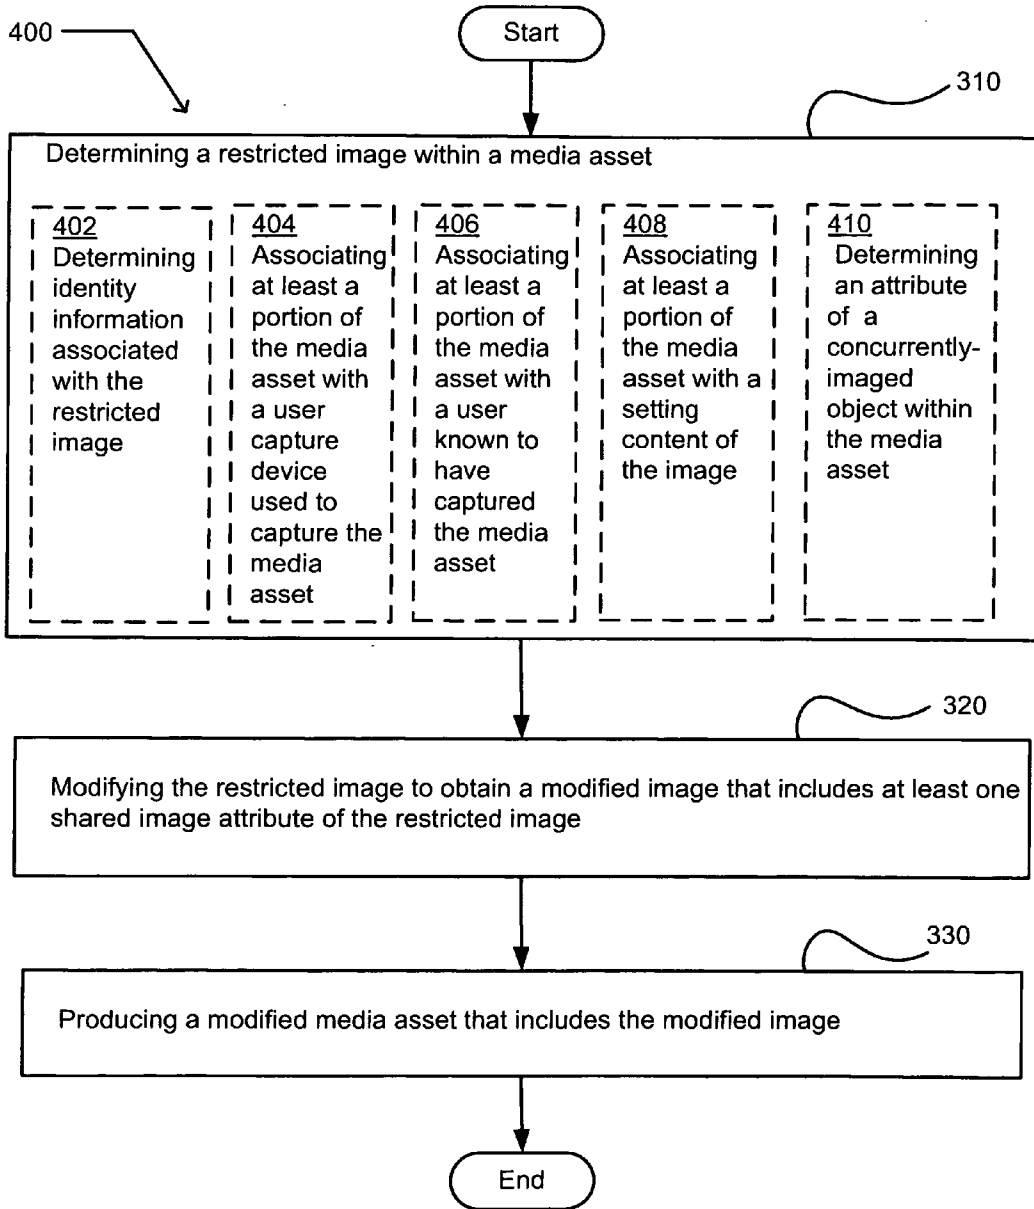 400
Start
310
Determining a restricted image within a media asset
402
Determining
identity
information
associated
with the
restricted
image
404
Associating
at least a
portion of
the media
asset with
a user
capture
device
used to
capture the
media
asset
406
Associating
at least a
portion of
the media
asset with
a user
known to
have
captured
the media
asset
408
Associating
at least a
portion of
the media
asset with a
setting
content of
the image
410
Determining
an attribute
of a
concurrently-
imaged
object within
the media
asset
320
Modifying the restricted image to obtain a modified image that includes at least one
shared image attribute of the restricted image
330
Producing a modified media asset that includes the modified image
End